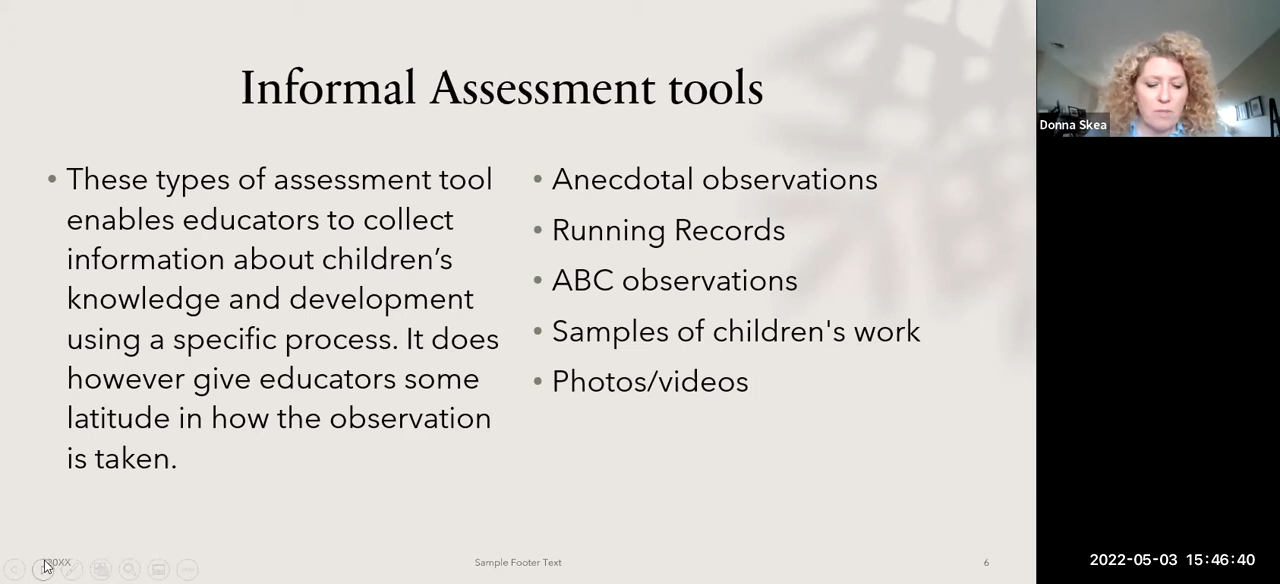 Informal Assessment tools
• These types of assessment tool
enables educators to collect
information about children’s
knowledge and development
using a specific process. It does
however give educators some
latitude in how the observation
is taken.
• Anecdotal observations
• Running Records
• ABC observations
• Samples of children's work
• Photos/videos
Sample Footer Text
6
Donna Skea
2022-05-03 15:46:40